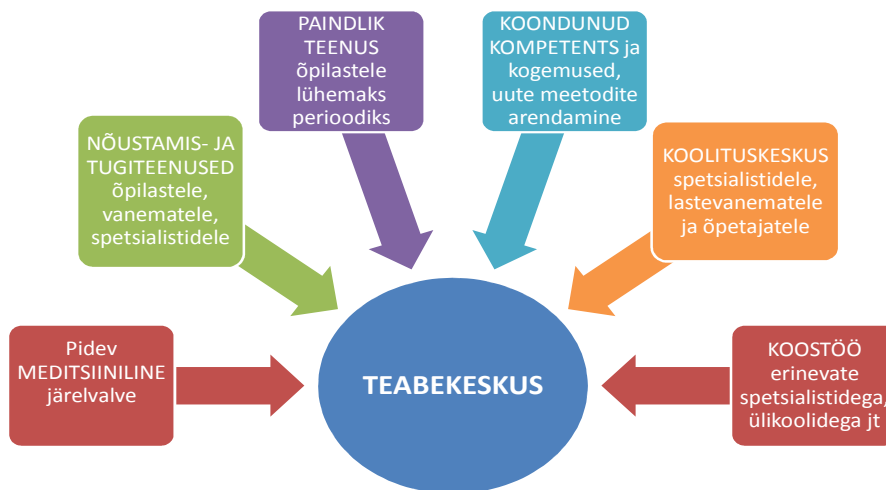 PAINDLIK
TEENUS
õpilastele
lühemaks
perioodiks
KOONDUNUD
KOMPETENTS ja
kogemused,
uute meetodite
arendamine
NÕUSTAMIS- JA
TUGITEENUSED
õpilastele,
vanematele,
spetsialistidele
KOOLITUSKESKUS
spetsialistidele,
lastevanematele
ja õpetajatele
Pidev
MEDITSIINILINE
järelvalve
TEABEKESKUS
KOOSTÖÖ
erinevate
spetsialistidega,
ülikoolidega jt